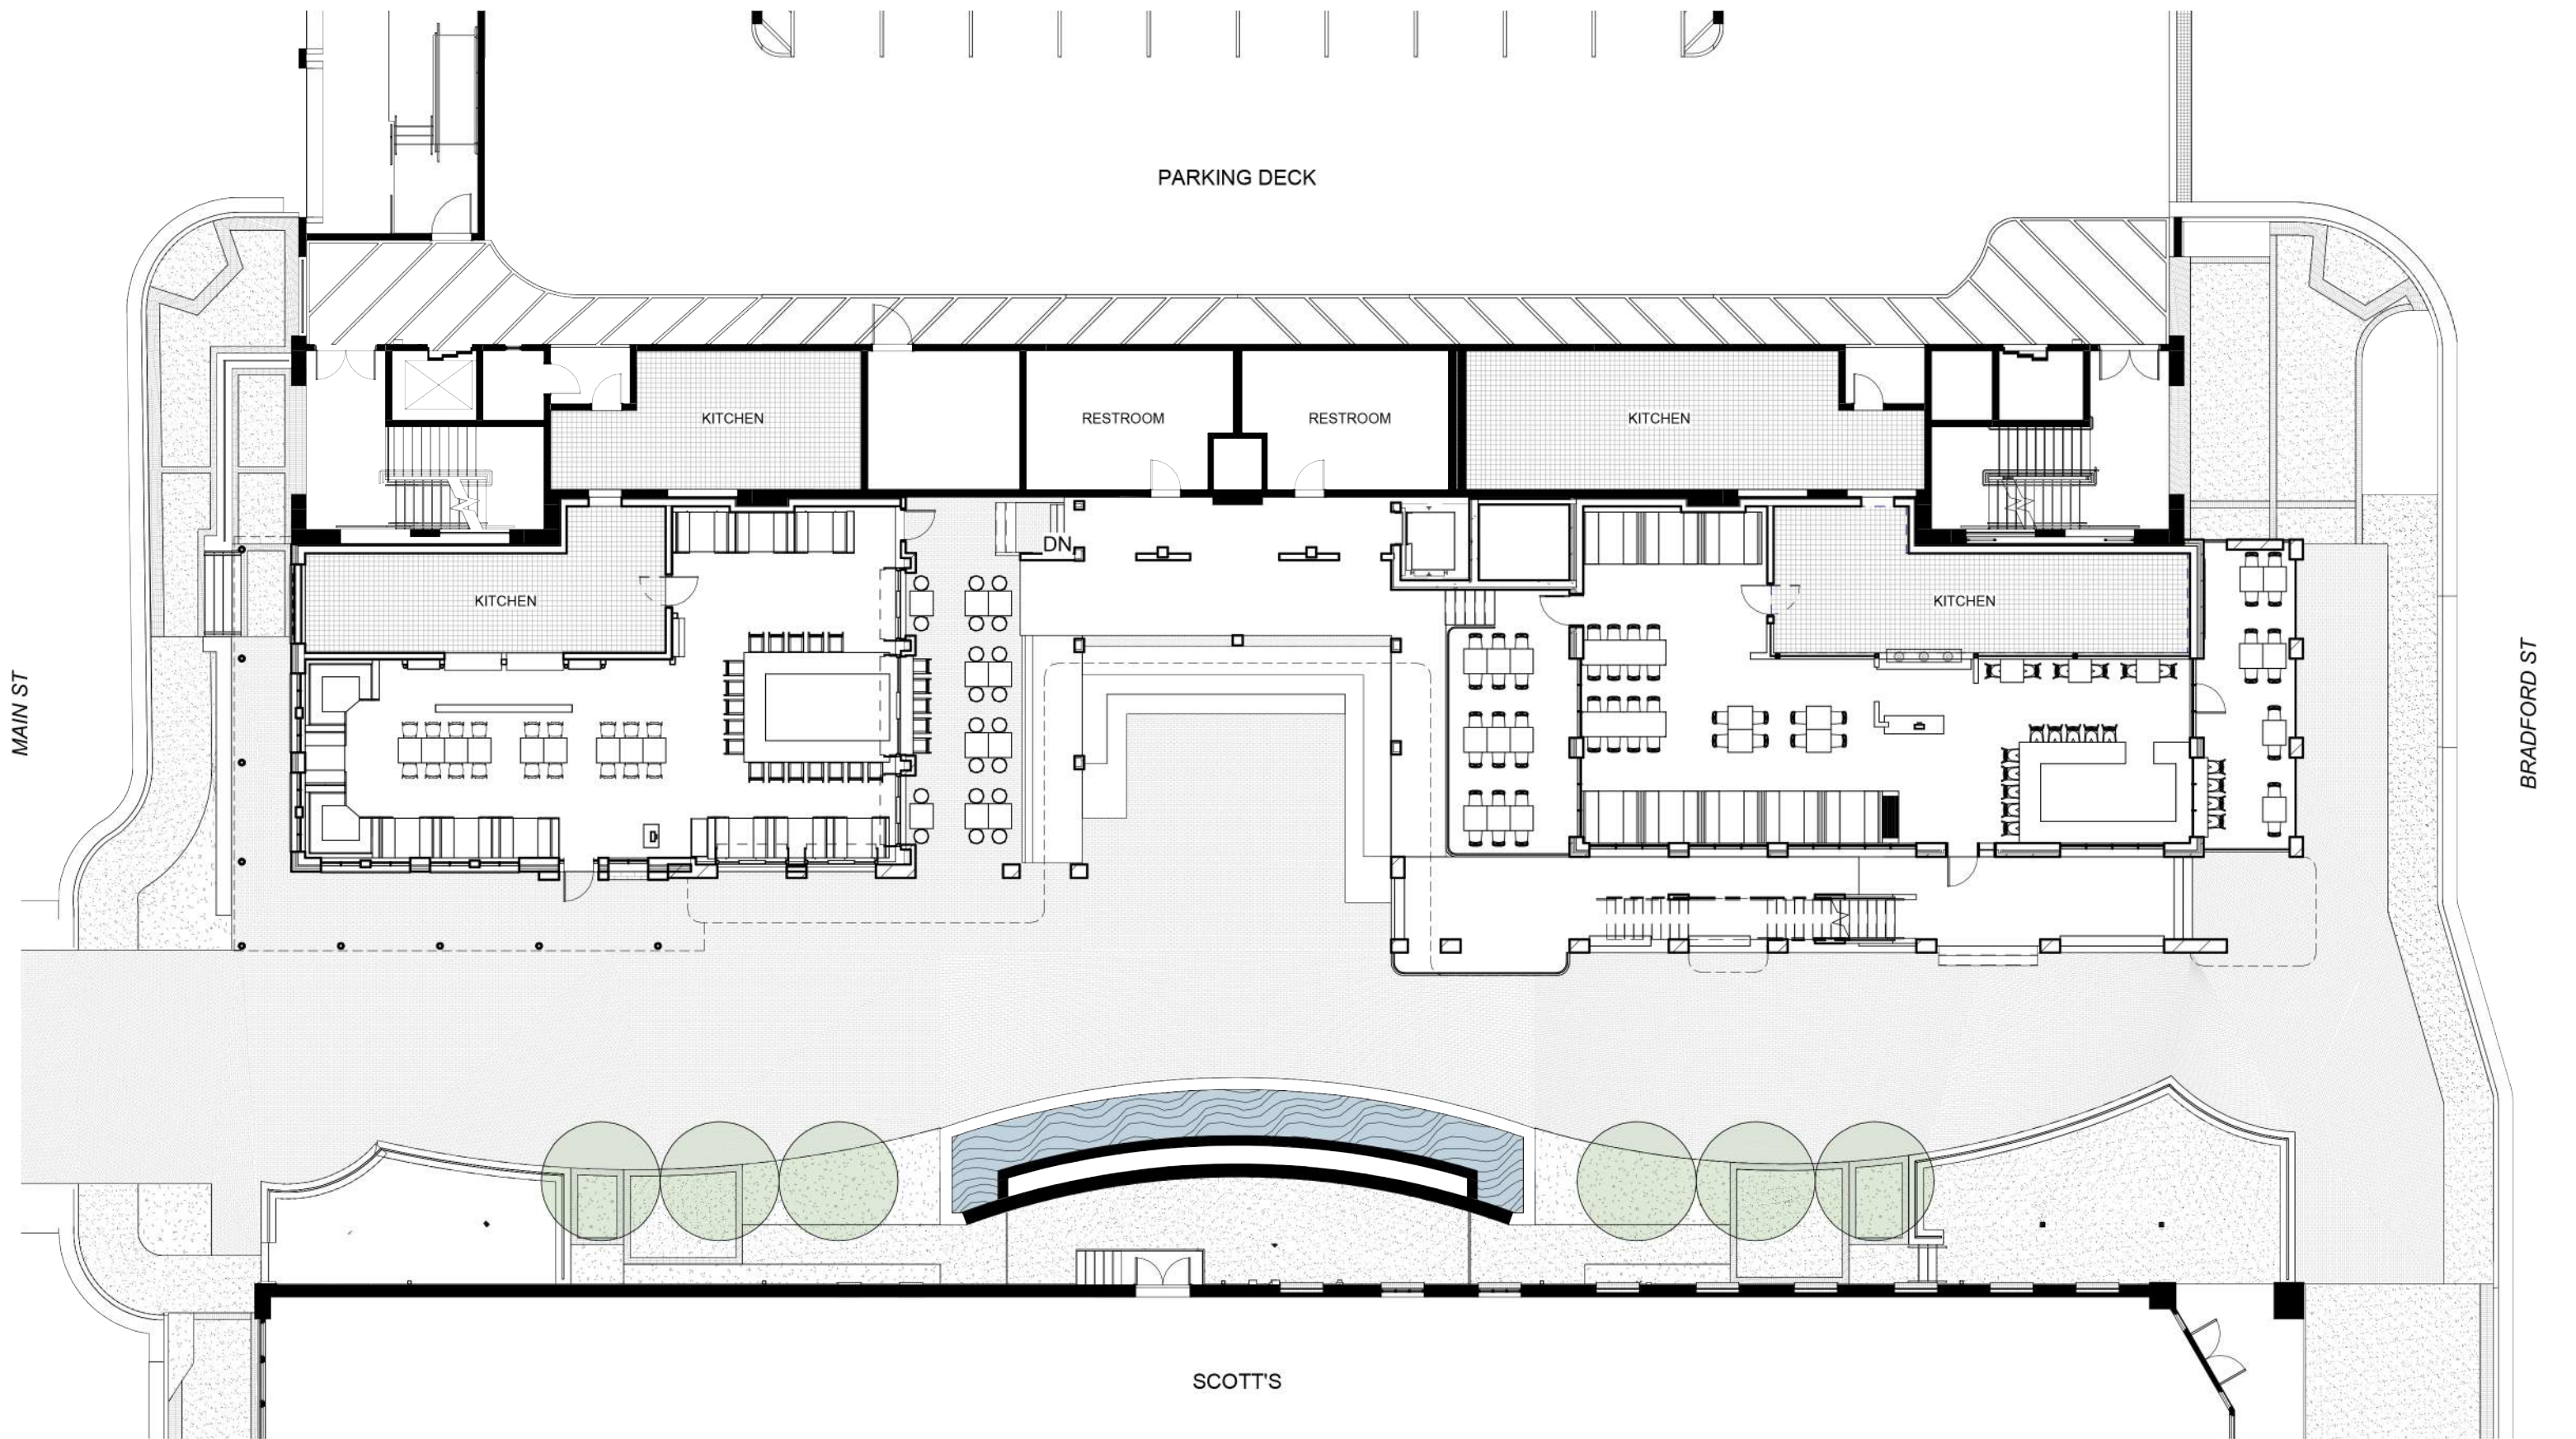 PARKING DECK
KITCHEN
RESTROOM
RESTROOM
KITCHEN
DN
KITCHEN
KITCHEN
MAIN ST
BRADFORD ST
SCOTT'S